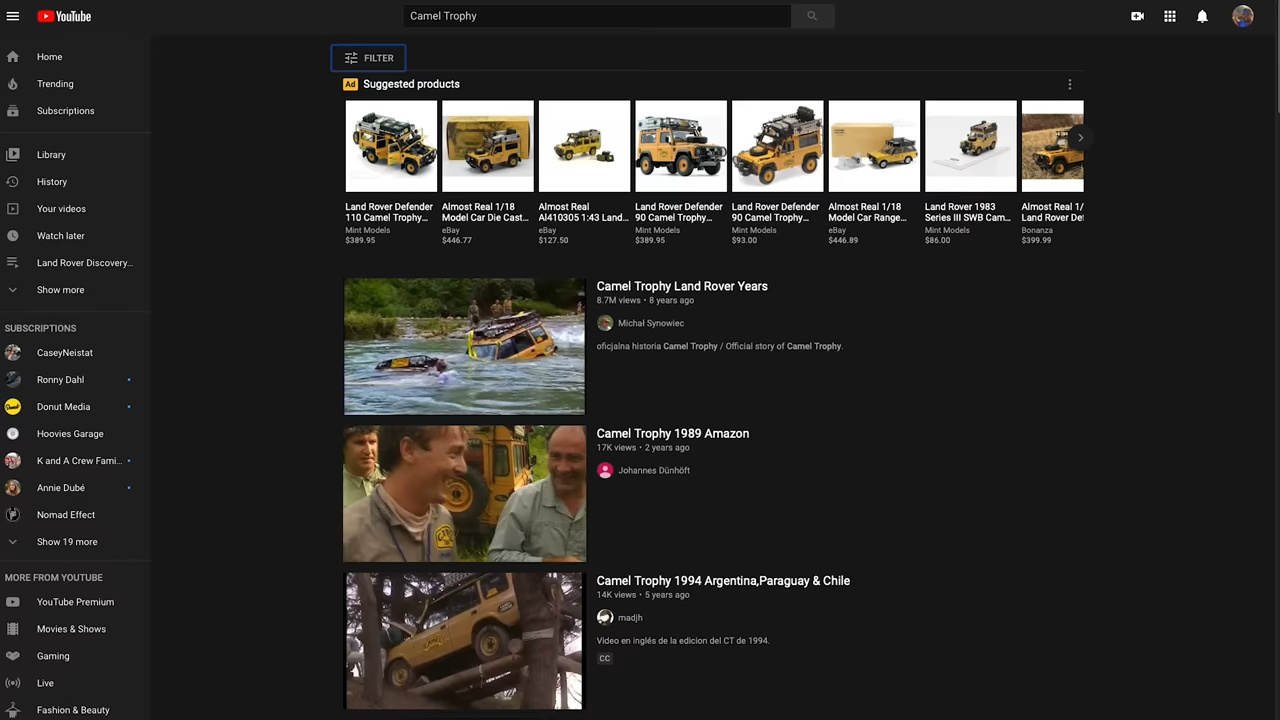 YouTube
Camel Trophy
Home
Trending
Subscriptions
Library
History
Your videos
Watch later
Land Rover Discovery...
Show more
SUBSCRIPTIONS
CaseyNeistat
Ronny Dahl
Donut Media
Hoovies Garage
K and A Crew Fami...
Annie Dubé
Nomad Effect
Show 19 more
MORE FROM YOUTUBE
YouTube Premium
Movies & Shows
Gaming
Live
Fashion & Beauty
FILTER
Ad Suggested products
Land Rover Defender
110 Camel Trophy...
Mint Models
$389.95
Almost Real 1/18
Model Car Die Cast...
eBay
$446.77
Almost Real
Al410305 1:43 Land...
eBay
$127.50
Land Rover Defender
90 Camel Trophy...
Mint Models
$389.95
Land Rover Defender
90 Camel Trophy...
Mint Models
$93.00
Almost Real 1/18
Model Car Range...
eBay
$446.89
Land Rover 1983
Series III SWB Cam...
Mint Models
$86.00
Almost Real 1/
Land Rover Def
Bonanza
$399.99
Camel Trophy Land Rover Years
8.7M views • 8 years ago
Michał Synowiec
oficjalna historia Camel Trophy / Official story of Camel Trophy.
Camel Trophy 1989 Amazon
17K views • 2 years ago
Johannes Dünhöft
Camel Trophy 1994 Argentina,Paraguay & Chile
14K views • 5 years ago
madjh
Video en inglés de la edicion del CT de 1994.
CC